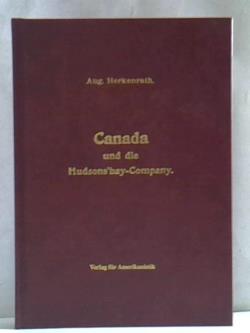 Aug. Herkenrath.
Canada
und die
Hudsons'bay-Company.
Verlag für Amerikanistik